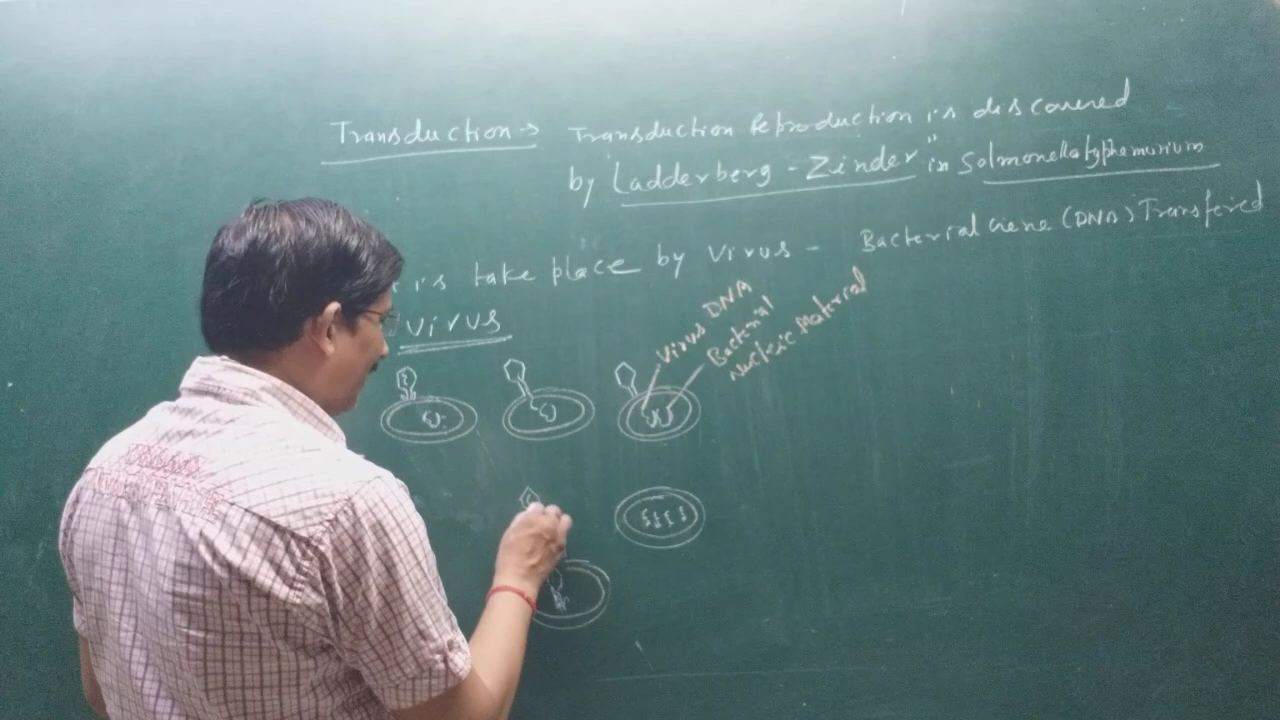 Transduction → Transduction Reproduction is discovered
by Ladderberg - Zinder" in Salmonella typhemurium
is take place by Virus - Bacterial Gene (DNA) Transfered
Virus
Virus DNA
Bacterial
Nucleic Material